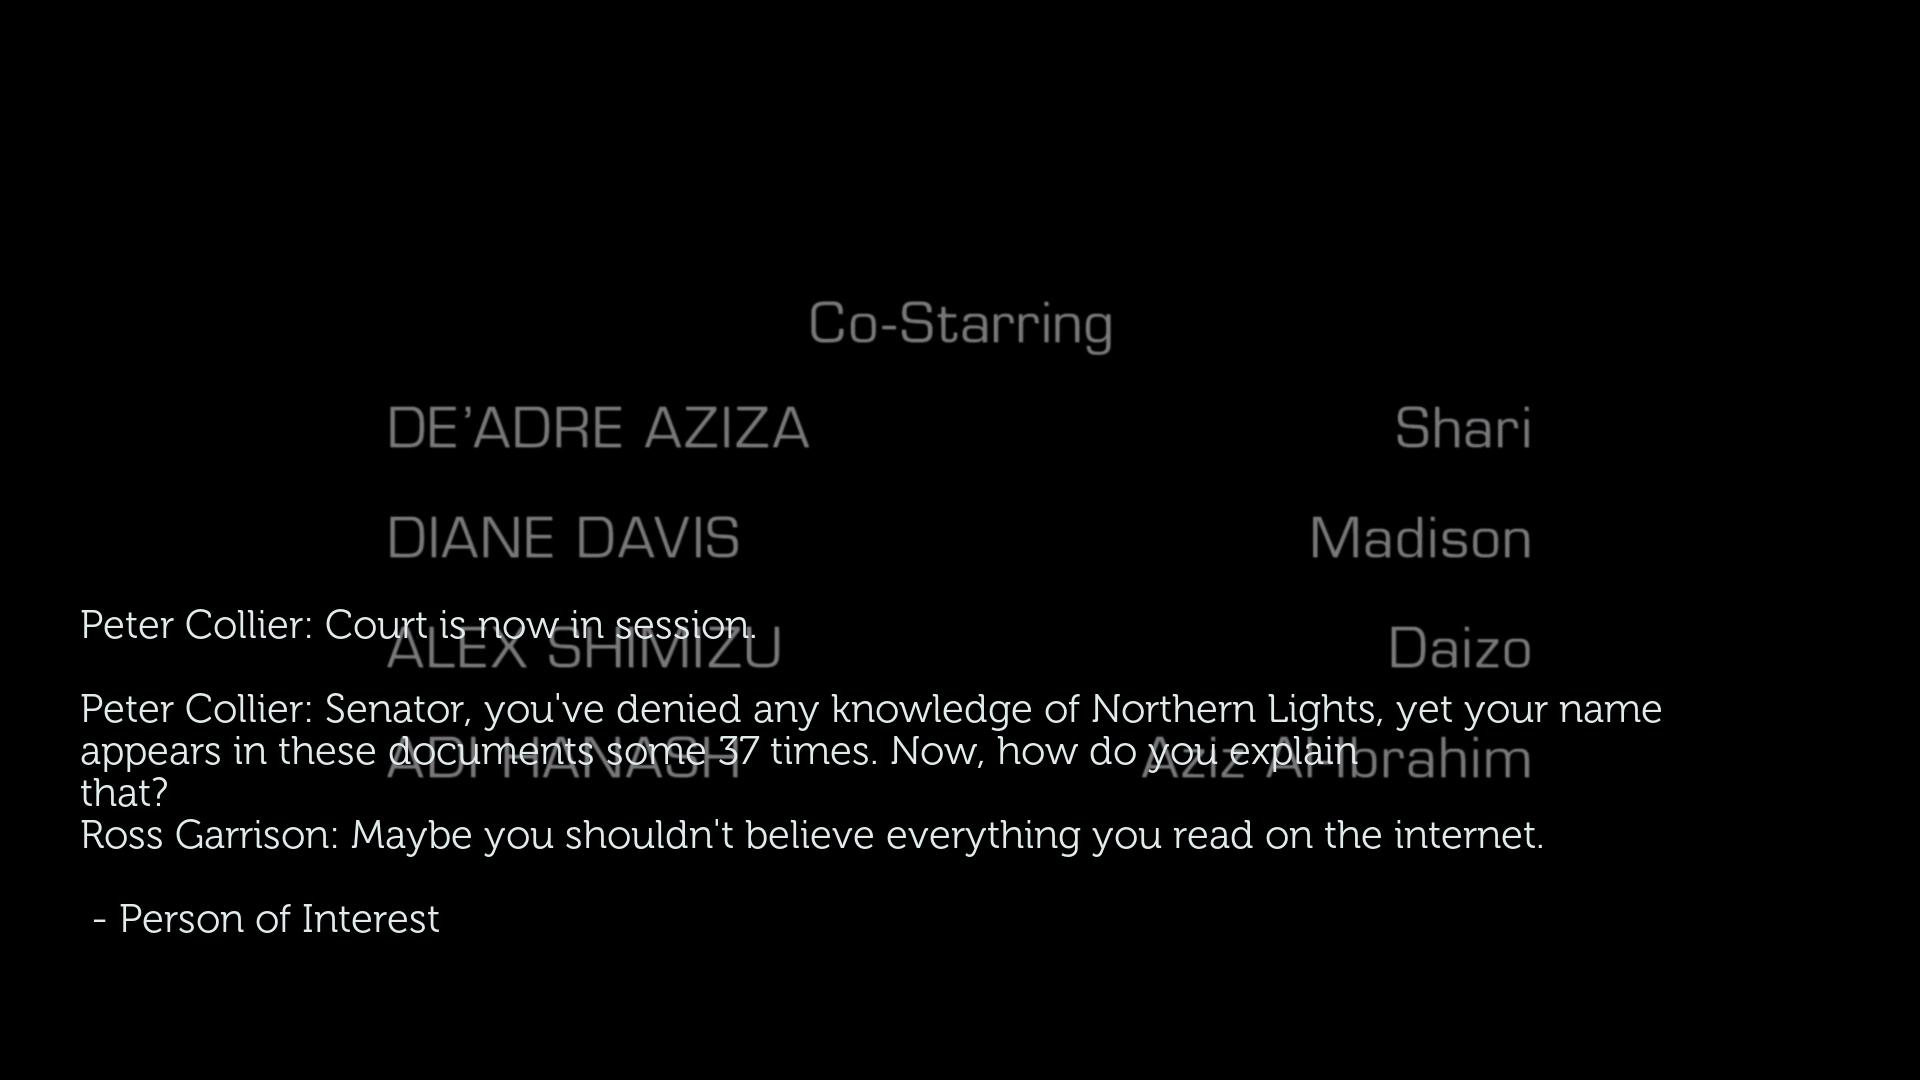 Co-Starring
DE'ADRE AZIZA Shari
DIANE DAVIS Madison
Peter Collier: Court is now in session.
ALEX SHIMIZU Daizo
Peter Collier: Senator, you've denied any knowledge of Northern Lights, yet your name
appears in these documents some 37 times. Now, how do you explain
ADI HANASH Aziz Al-Ibrahim
that?
Ross Garrison: Maybe you shouldn't believe everything you read on the internet.
- Person of Interest